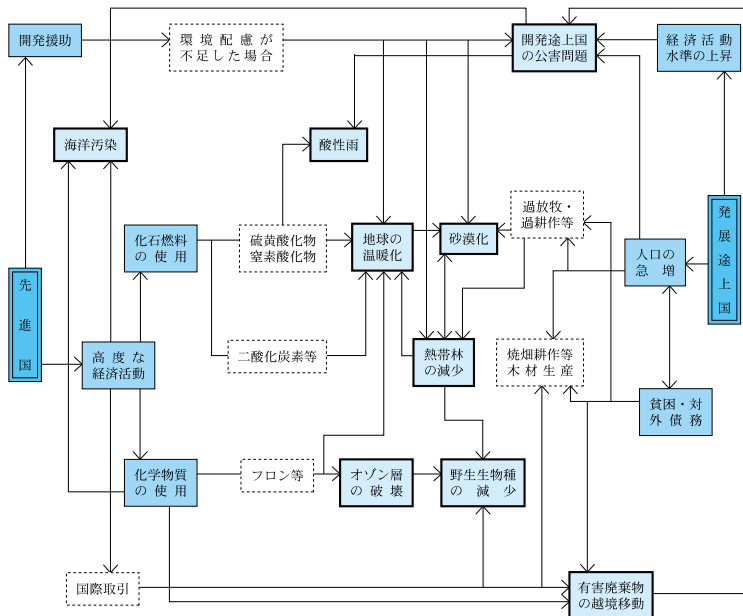 開発援助
環境配慮が
不足した場合
開発途上国
の公害問題
経済活動
水準の上昇
海洋汚染
酸性雨
化石燃料
の使用
硫黄酸化物
窒素酸化物
地球の
温暖化
砂漠化
過放牧・
過耕作等
人口の
急増
発展途上国
先進国
高度な
経済活動
二酸化炭素等
熱帯林
の減少
焼畑耕作等
木材生産
貧困・対
外債務
化学物質
の使用
フロン等
オゾン層
の破壊
野生生物種
の減少
国際取引
有害廃棄物
の越境移動